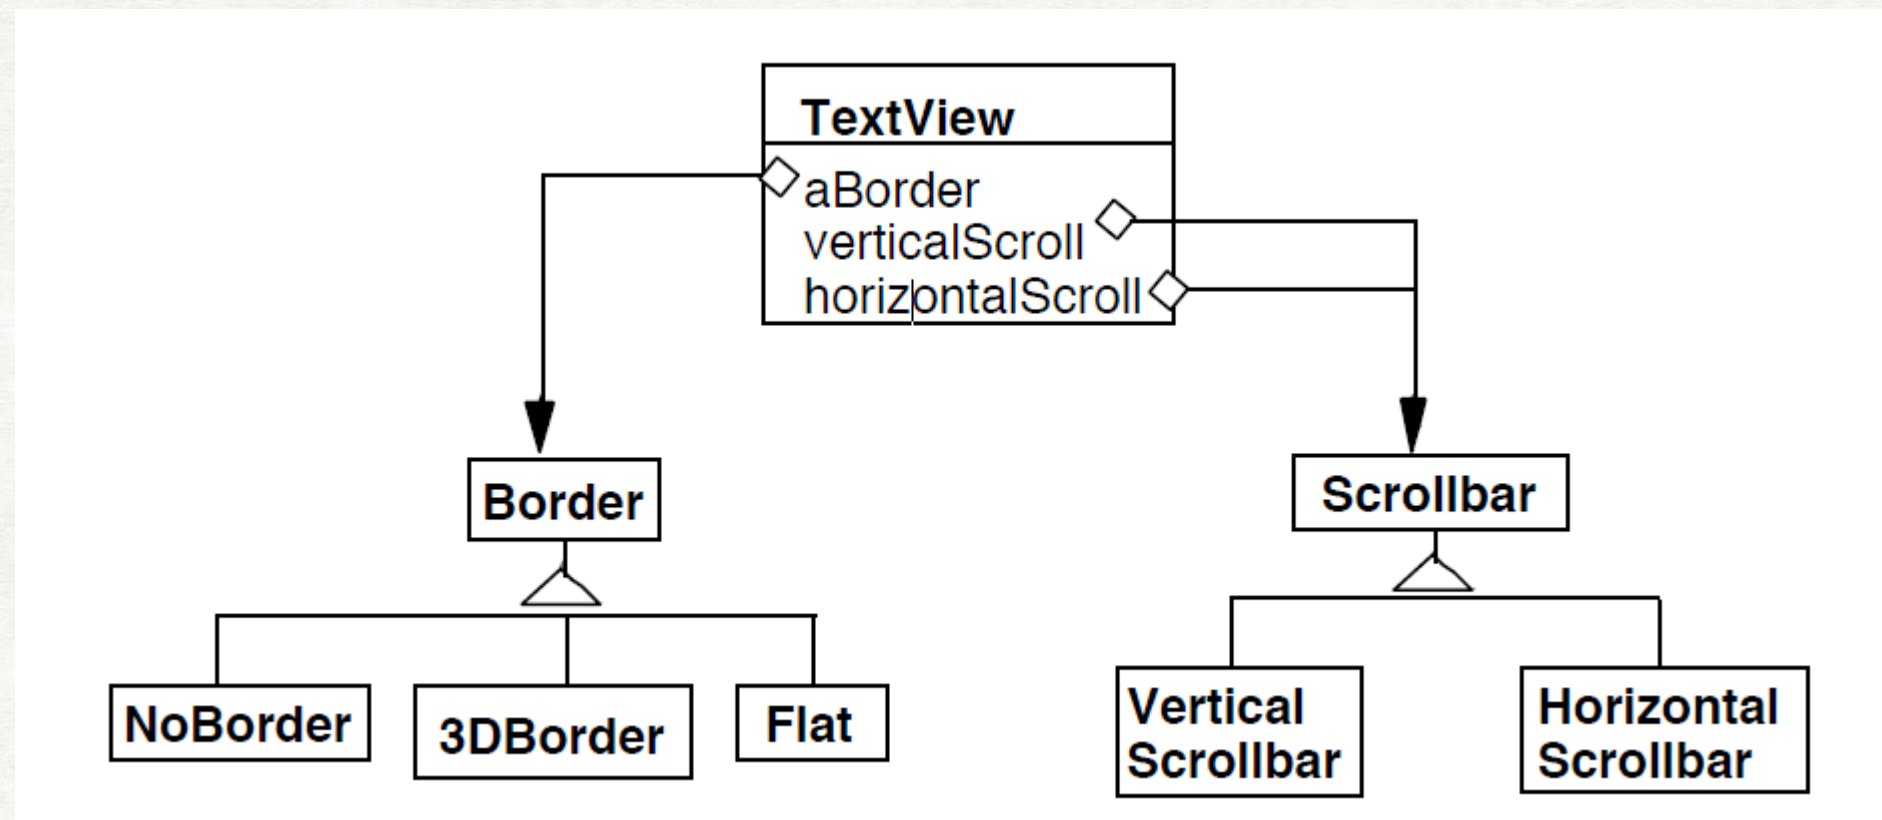 TextView
aBorder
verticalScroll
horizontalScroll
Border
Scrollbar
NoBorder
3DBorder
Flat
Vertical
Scrollbar
Horizontal
Scrollbar